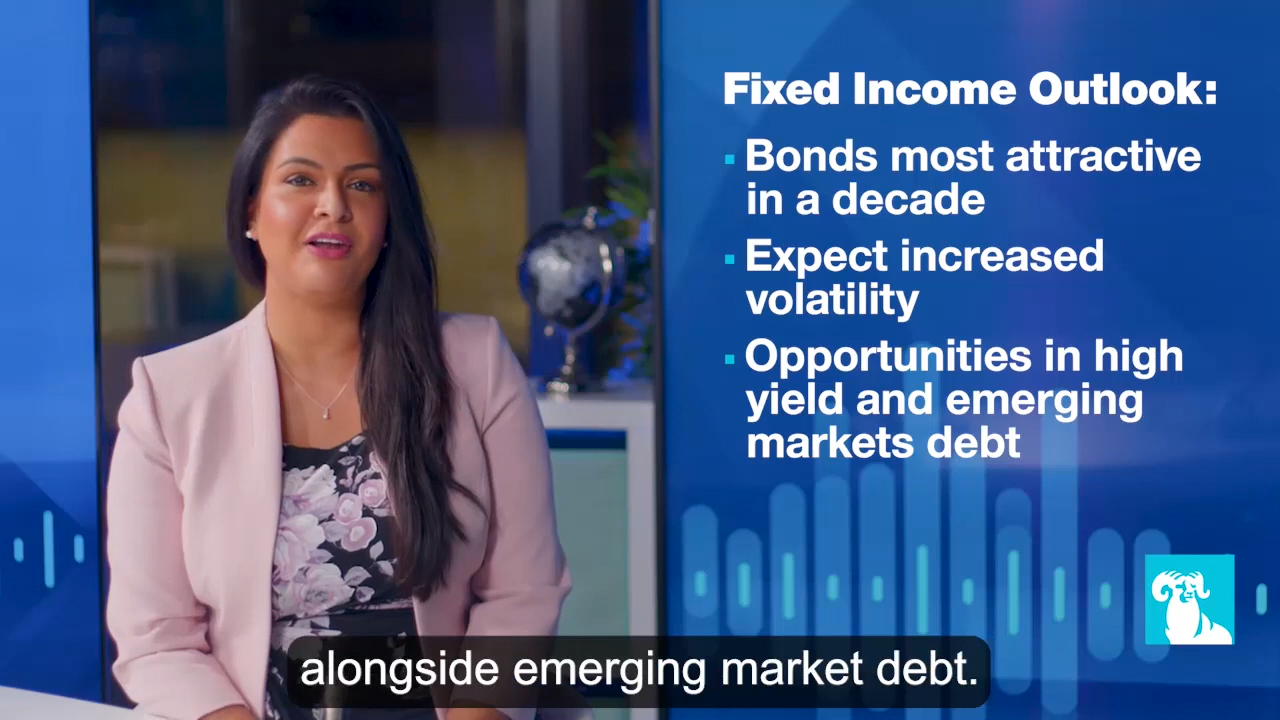 Fixed Income Outlook:
▪ Bonds most attractive
in a decade
▪ Expect increased
volatility
▪ Opportunities in high
yield and emerging
markets debt
alongside emerging market debt.